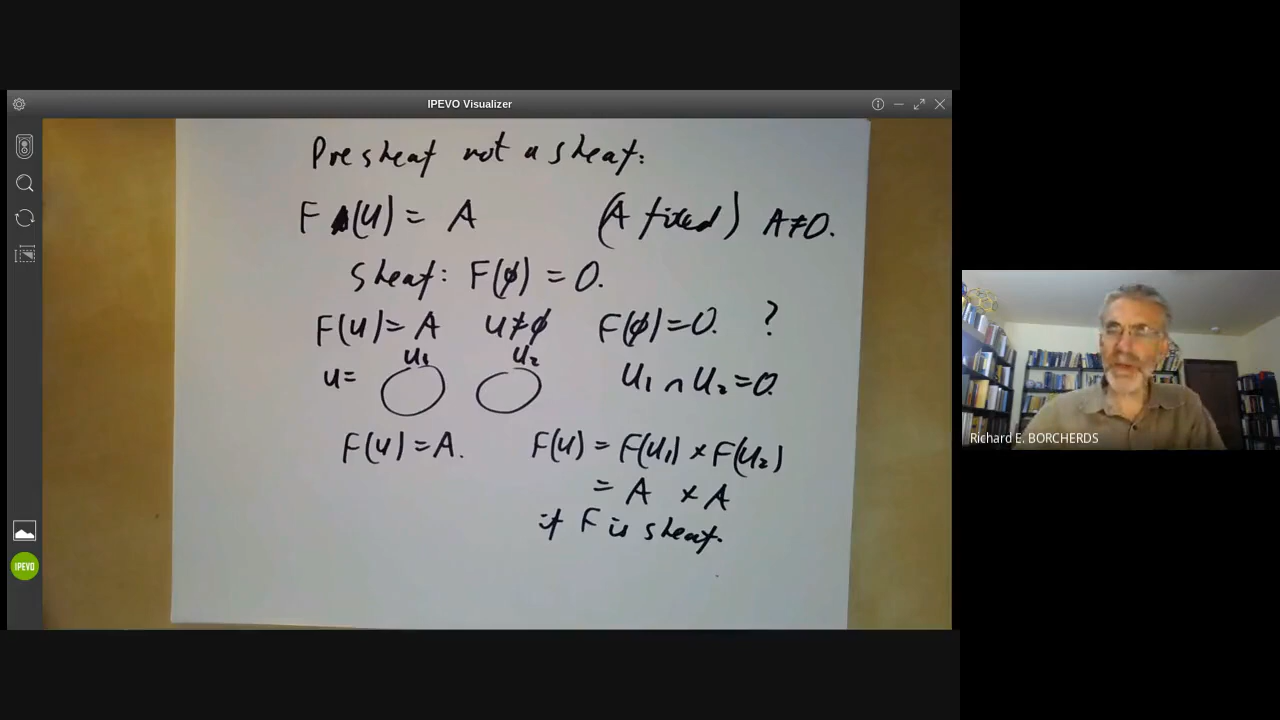 IPEVO Visualizer
Presheaf not a sheaf:
F (U) = A (A fixed) A≠0.
Sheaf: F(∅) = 0.
F(U) = A U≠∅ F(∅)=0. ?
U= U1 U2 U1 ∩ U2 = 0.
F(U) = A. F(U) = F(U1) × F(U2)
= A × A
if F is sheaf.
IPEVO
Richard E. BORCHERDS